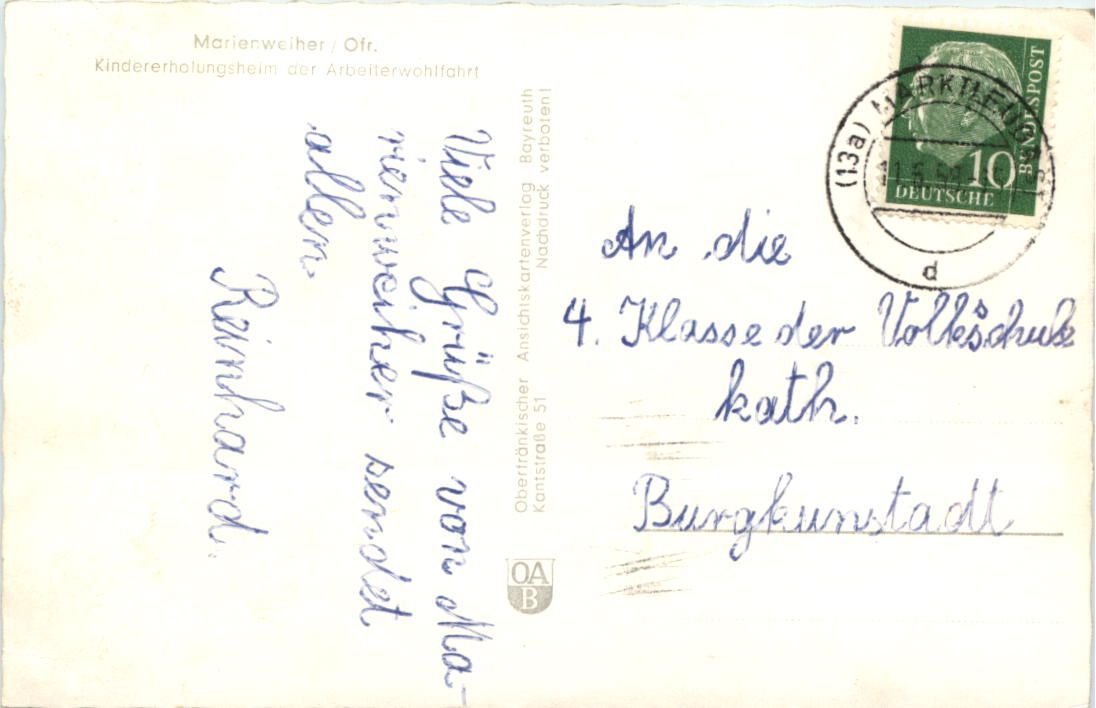 Marienweiher / Ofr.
Kindererholungsheim der Arbeiterwohlfahrt
Viele Grüße von Ma-
rienweiher sendet
allen.
Reinhard.
Oberfränkischer Ansichtskartenverlag Bayreuth
Kantstraße 51 Nachdruck verboten!
OA
B
BUNDESPOST
10
DEUTSCHE
(13a) MARKTLEUGAST
d
An die
4. Klasse der Volksschule
kath.
Burgkunstadt